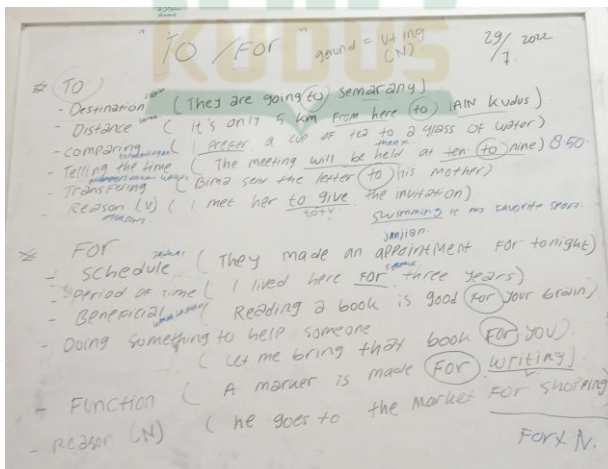 KUDUS
" TO / FOR " gerund = V+ing (N)
29/7 2022
* TO
- Destination (They are going to Semarang)
- Distance (It's only 5 km from here to IAIN Kudus)
- comparing (I prefer a cup of tea to a glass of water)
- Telling the time (The meeting will be held at ten to nine) 8.50
- Transfering (Bima sent the letter to his mother)
- Reason (V) (I met her to give the invitation)
to+V
swimming is my favorite sport
janjian
* FOR
- schedule (They made an appointment for tonight)
- period of time (I lived here for three years)
- Beneficial (Reading a book is good for your brain)
- Doing something to help someone
(Let me bring that book for you)
- Function (A marker is made for writing)
- Reason (N) (he goes to the market for shopping)
For+ N.